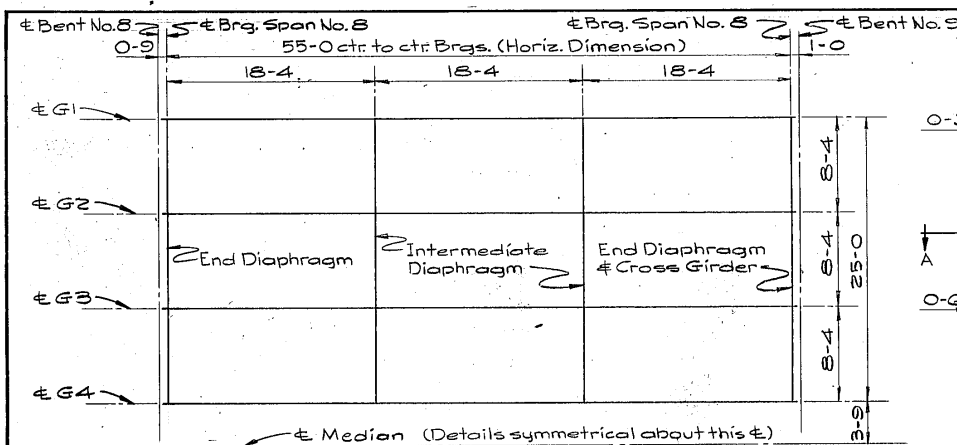 ℄ Bent No.8
℄ Brg. Span No.8
℄ Brg. Span No.8
℄ Bent No.9
0-9
55-0 ctr. to ctr. Brgs. (Horiz. Dimension)
1-0
18-4
18-4
18-4
℄ G1
℄ G2
℄ G3
℄ G4
End Diaphragm
Intermediate
Diaphragm
End Diaphragm
& Cross Girder
8-4
8-4
8-4
25-0
3-9
A
℄ Median (Details symmetrical about this ℄)